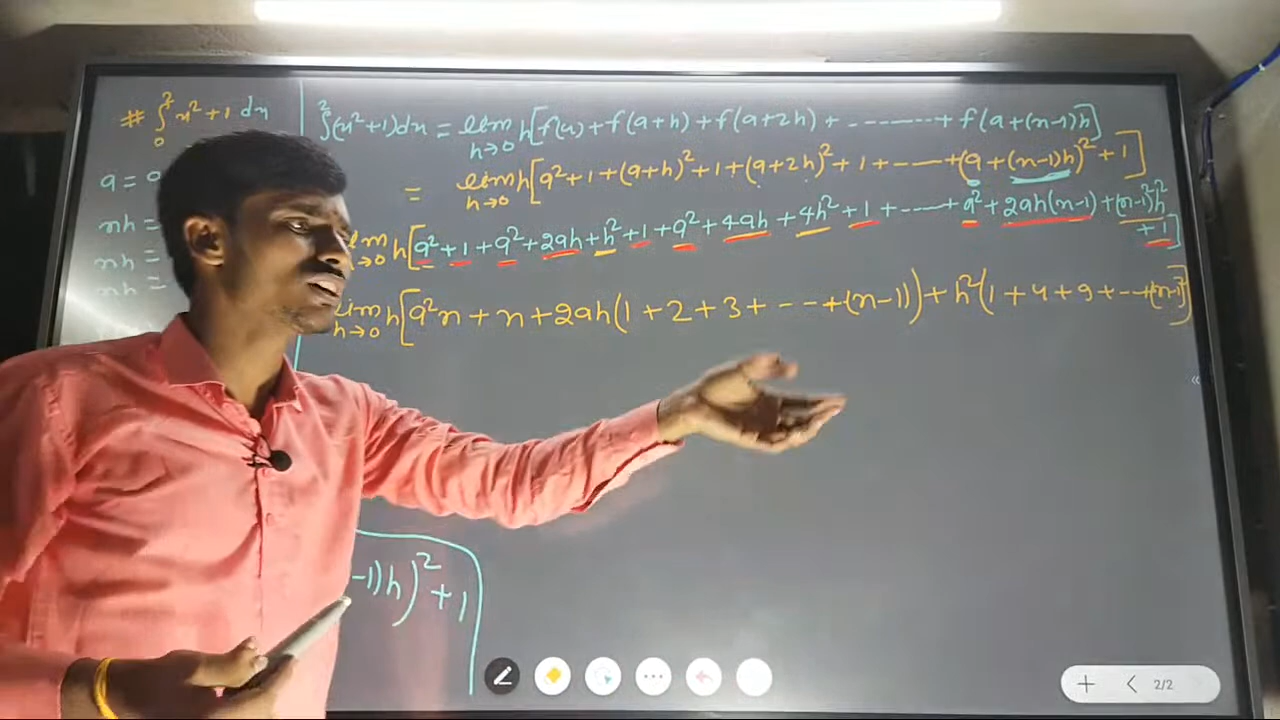 # ∫₀² x² + 1 dx
a =
nh =
nh =
nh =
∫²(x²+1)dx = lim h→0 h[f(a) + f(a+h) + f(a+2h) + -------- + f(a+(n-1)h]
= lim h→0 h[a²+1 + (a+h)²+1 + (a+2h)²+1 + ----- + (a+(n-1)h)²+1]
lim h→0 h[a²+1 + a²+2ah+h²+1 + a²+4ah+4h²+1 + ----- + a²+2ah(n-1)+(n-1)²h²+1]
lim h→0 h[a²n + n + 2ah(1+2+3+ ---- +(n-1)) + h²(1+4+9+ --- +(n-1)²]
-1)h)² + 1
2/2